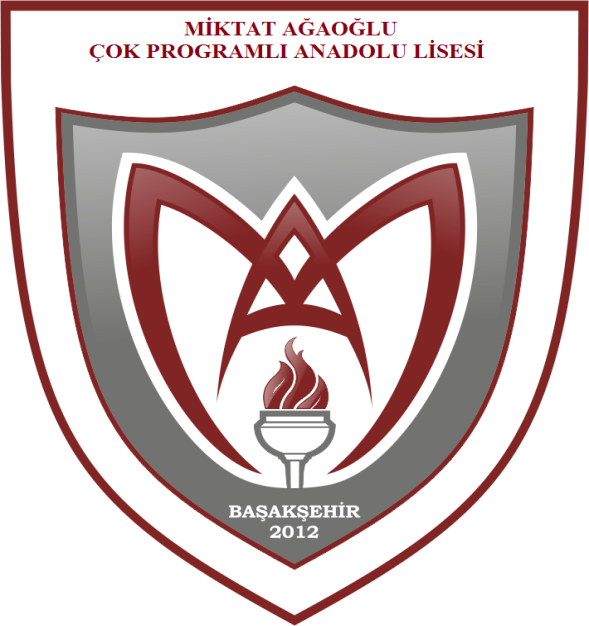 MİKTAT AĞAOĞLU
ÇOK PROGRAMLI ANADOLU LİSESİ
BAŞAKŞEHİR
2012